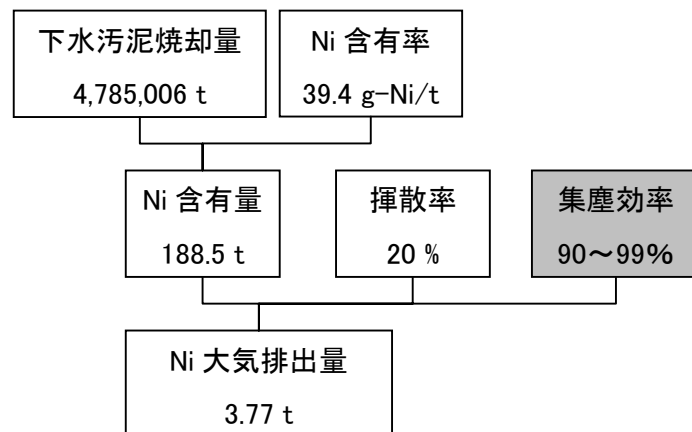 下水汚泥焼却量
4,785,006 t
Ni 含有率
39.4 g-Ni/t
Ni 含有量
188.5 t
揮散率
20 %
集塵効率
90～99%
Ni 大気排出量
3.77 t